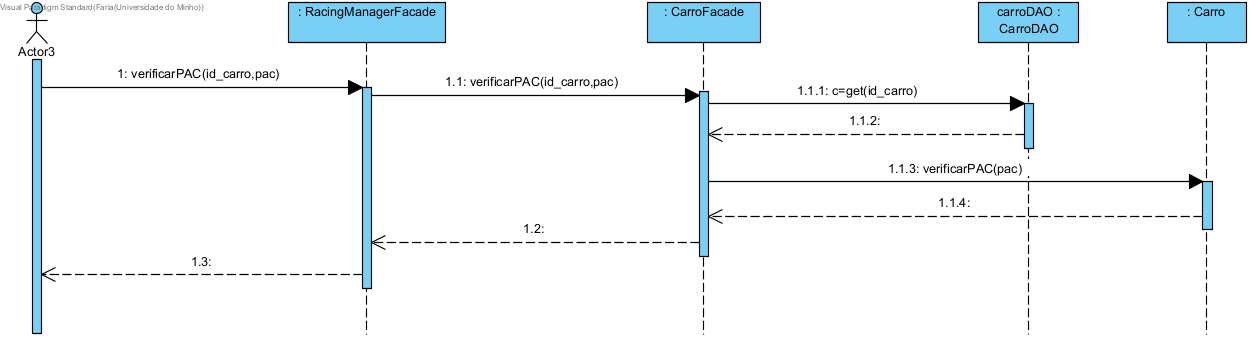 Visual Paradigm Standard(Faria(Universidade do Minho))
Actor3
: RacingManagerFacade
: CarroFacade
carroDAO :
CarroDAO
: Carro
1: verificarPAC(id_carro,pac)
1.1: verificarPAC(id_carro,pac)
1.1.1: c=get(id_carro)
1.1.2:
1.1.3: verificarPAC(pac)
1.1.4:
1.2:
1.3: